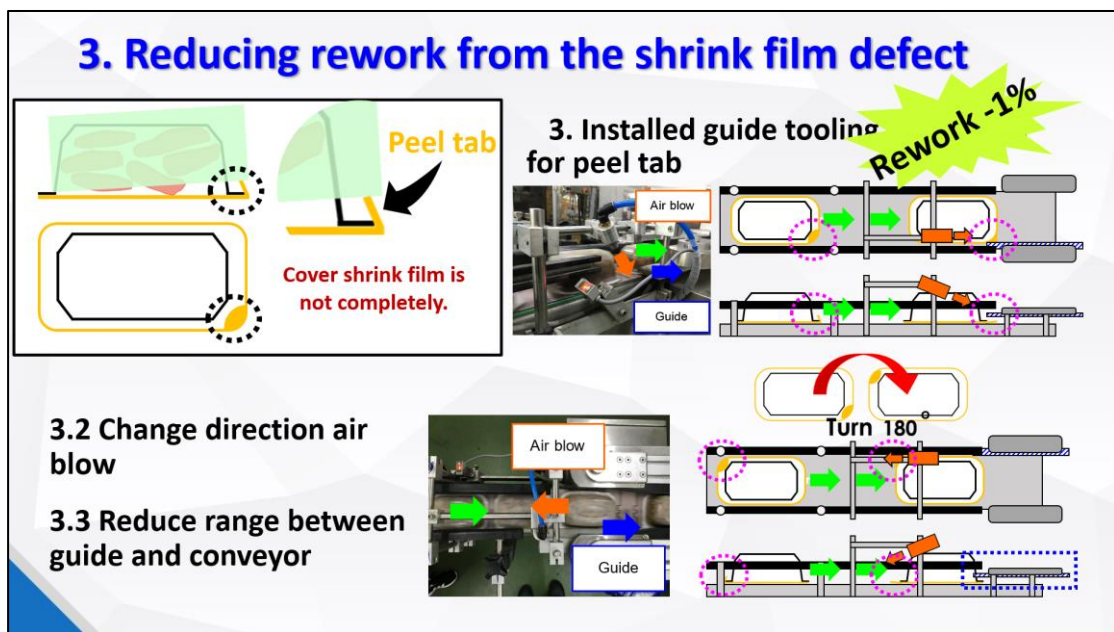 3. Reducing rework from the shrink film defect
Peel tab
Cover shrink film is
not completely.
3. Installed guide tooling
for peel tab
Rework -1%
Air blow
Guide
Turn 180
3.2 Change direction air
blow
3.3 Reduce range between
guide and conveyor
Air blow
Guide